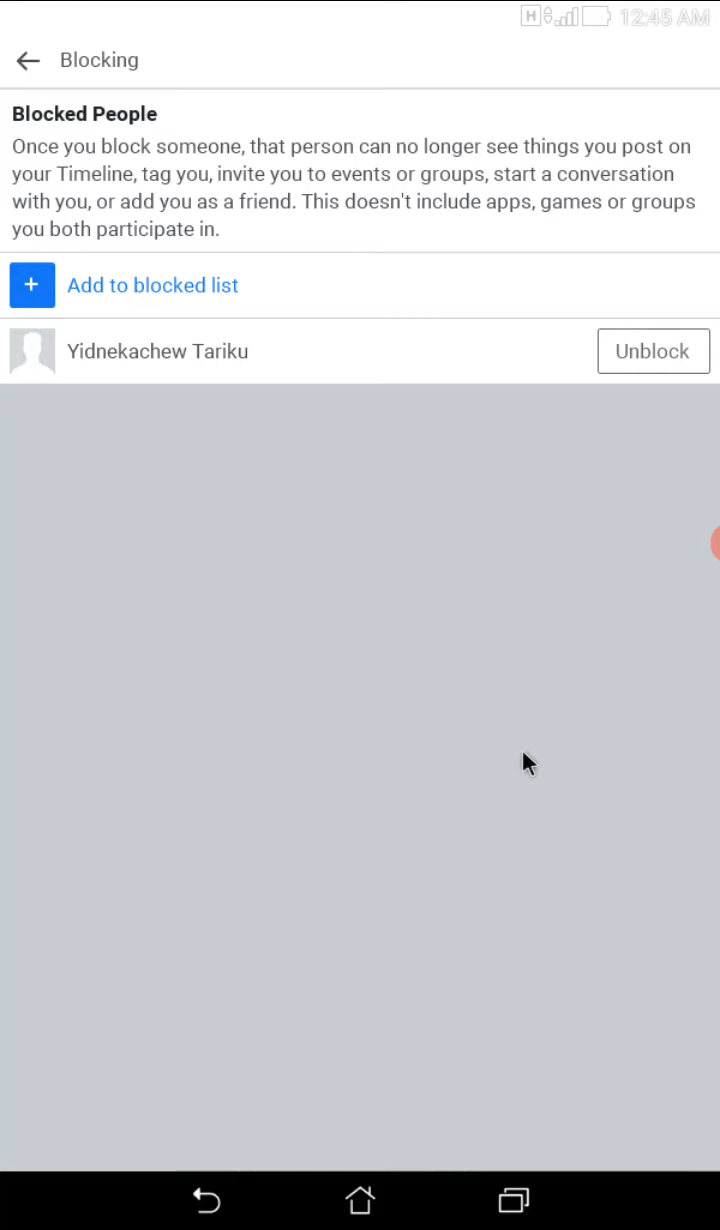 H 12:45 AM
Blocking
Blocked People
Once you block someone, that person can no longer see things you post on
your Timeline, tag you, invite you to events or groups, start a conversation
with you, or add you as a friend. This doesn't include apps, games or groups
you both participate in.
+ Add to blocked list
Yidnekachew Tariku Unblock